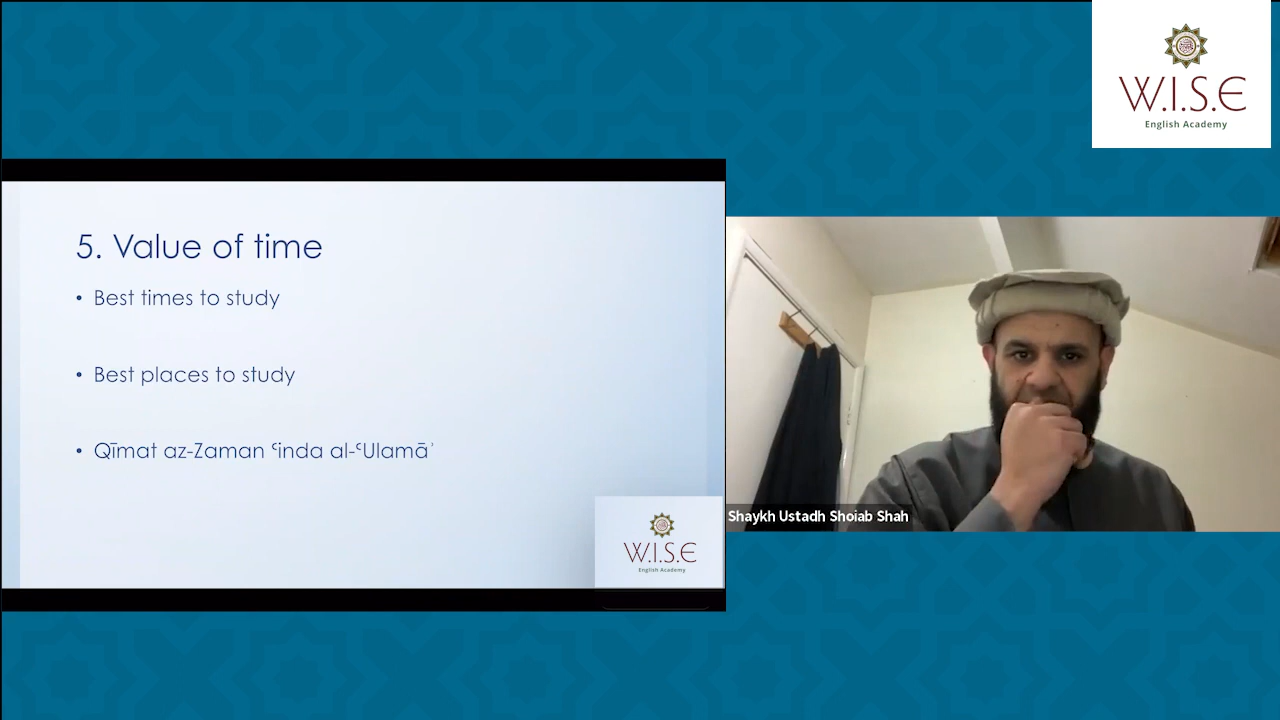 W.I.S.E
English Academy
5. Value of time
• Best times to study
• Best places to study
• Qīmat az-Zaman ʿinda al-ʿUlamāʾ
W.I.S.E
English Academy
Shaykh Ustadh Shoiab Shah